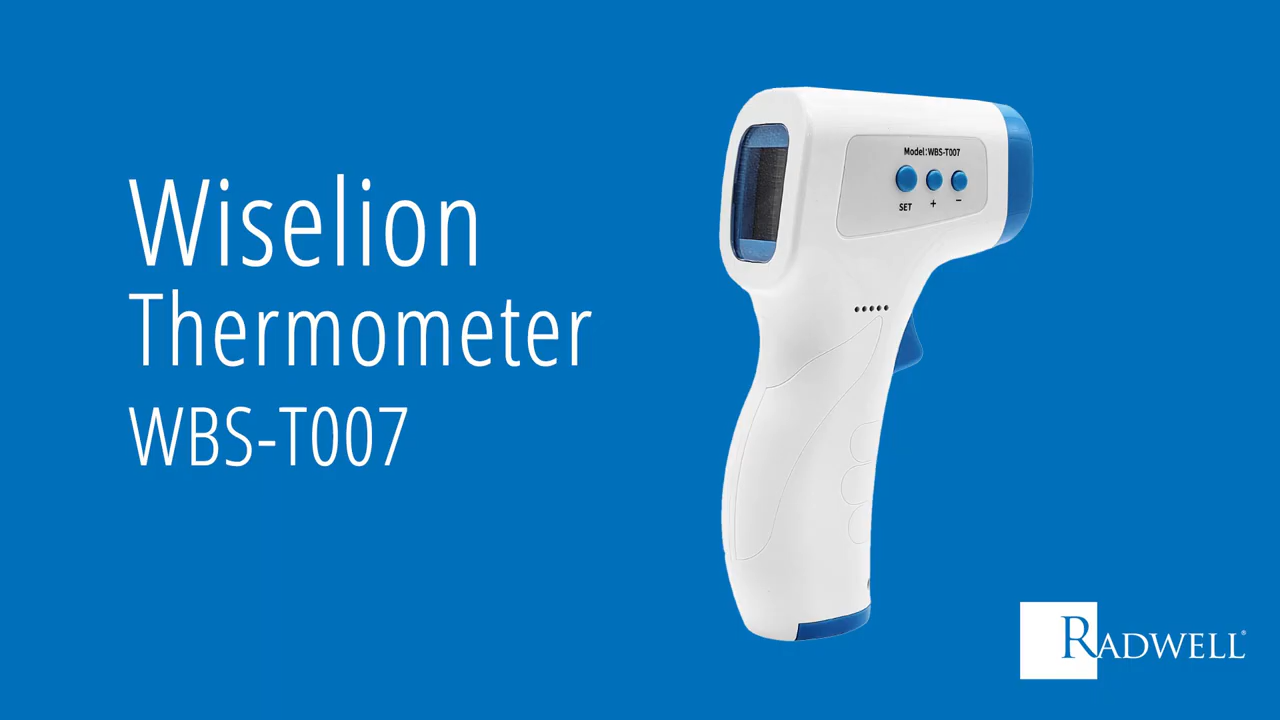 Wiselion
Thermometer
WBS-T007
Model:WBS-T007
SET + −
RADWELL®